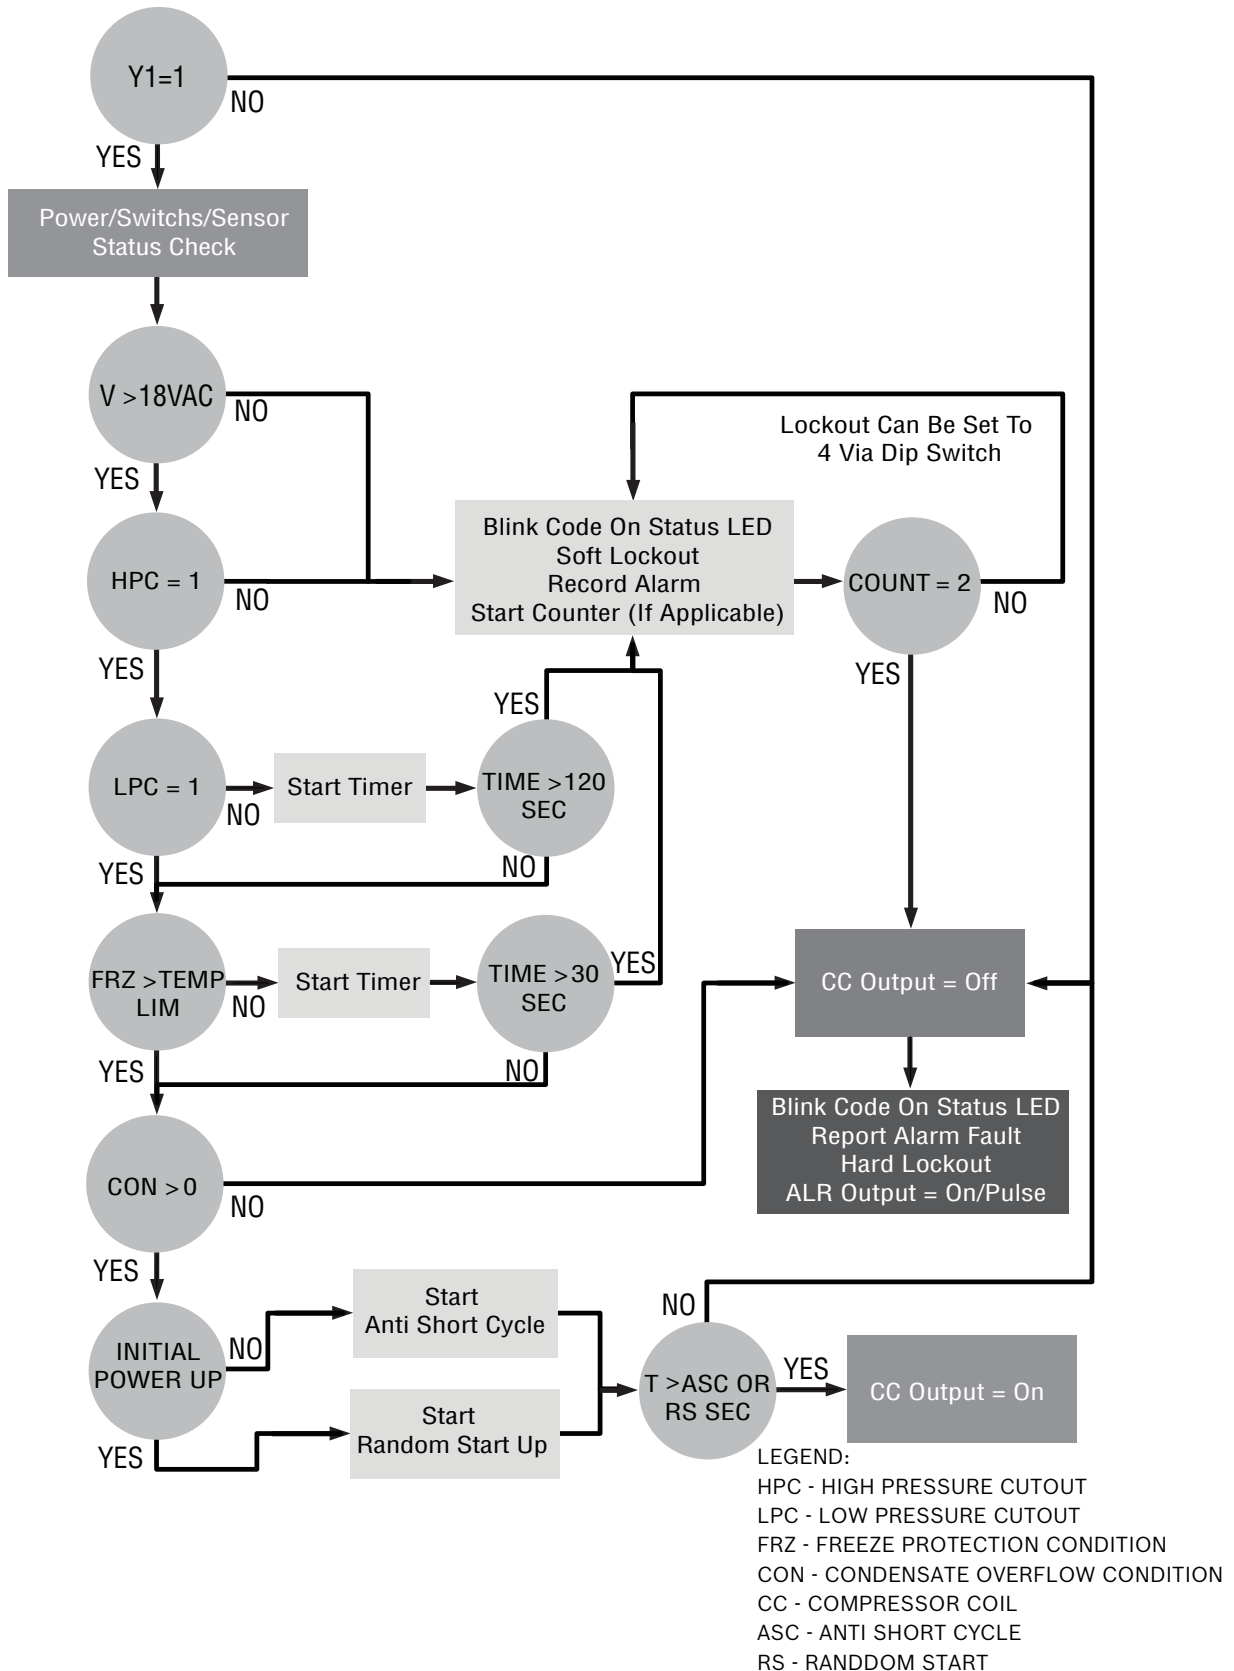 Y1=1
NO
YES
Power/Switchs/Sensor
Status Check
V >18VAC
NO
YES
Lockout Can Be Set To
4 Via Dip Switch
Blink Code On Status LED
Soft Lockout
Record Alarm
Start Counter (If Applicable)
HPC = 1
NO
COUNT = 2
NO
YES
YES
YES
LPC = 1
NO
Start Timer
TIME >120
SEC
YES
NO
FRZ >TEMP
LIM
NO
Start Timer
TIME >30
SEC
YES
CC Output = Off
YES
NO
Blink Code On Status LED
Report Alarm Fault
Hard Lockout
ALR Output = On/Pulse
CON >0
NO
YES
INITIAL
POWER UP
NO
Start
Anti Short Cycle
NO
YES
Start
Random Start Up
T >ASC OR
RS SEC
YES
CC Output = On
LEGEND:
HPC - HIGH PRESSURE CUTOUT
LPC - LOW PRESSURE CUTOUT
FRZ - FREEZE PROTECTION CONDITION
CON - CONDENSATE OVERFLOW CONDITION
CC - COMPRESSOR COIL
ASC - ANTI SHORT CYCLE
RS - RANDDOM START